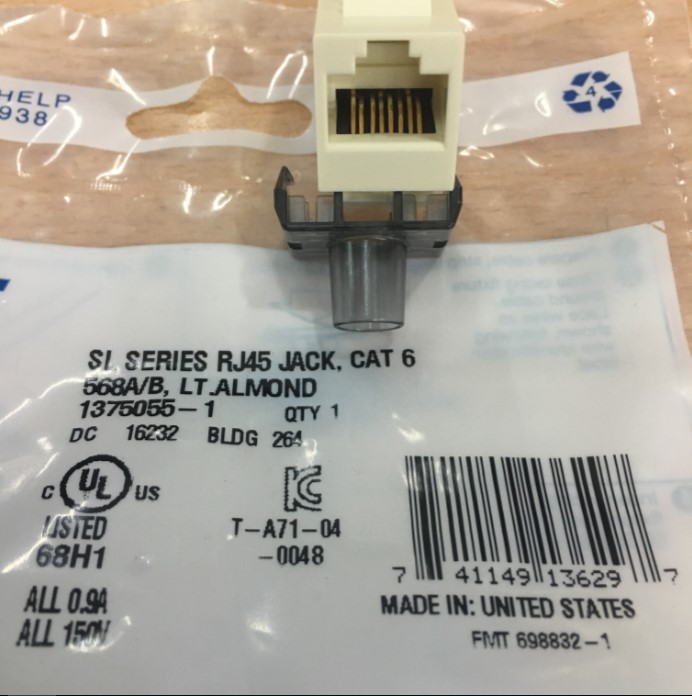 HELP
938
4
SL SERIES RJ45 JACK, CAT 6
568A/B, LT.ALMOND
1375055-1 QTY 1
DC 16232 BLDG 264
C UL US
LISTED
68H1
KC
T-A71-04
-0048
ALL 0.9A
ALL 150V
7 41149 13629 7
MADE IN: UNITED STATES
FMT 698832-1